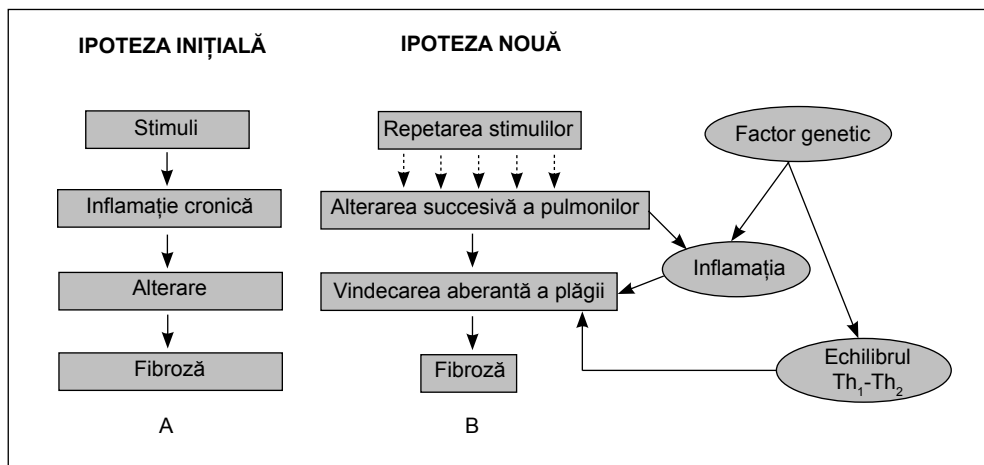 IPOTEZA INIȚIALĂ
Stimuli
Inflamație cronică
Alterare
Fibroză
A
IPOTEZA NOUĂ
Repetarea stimulilor
Alterarea succesivă a pulmonilor
Vindecarea aberantă a plăgii
Fibroză
B
Factor genetic
Inflamația
Echilibrul
Th₁-Th₂